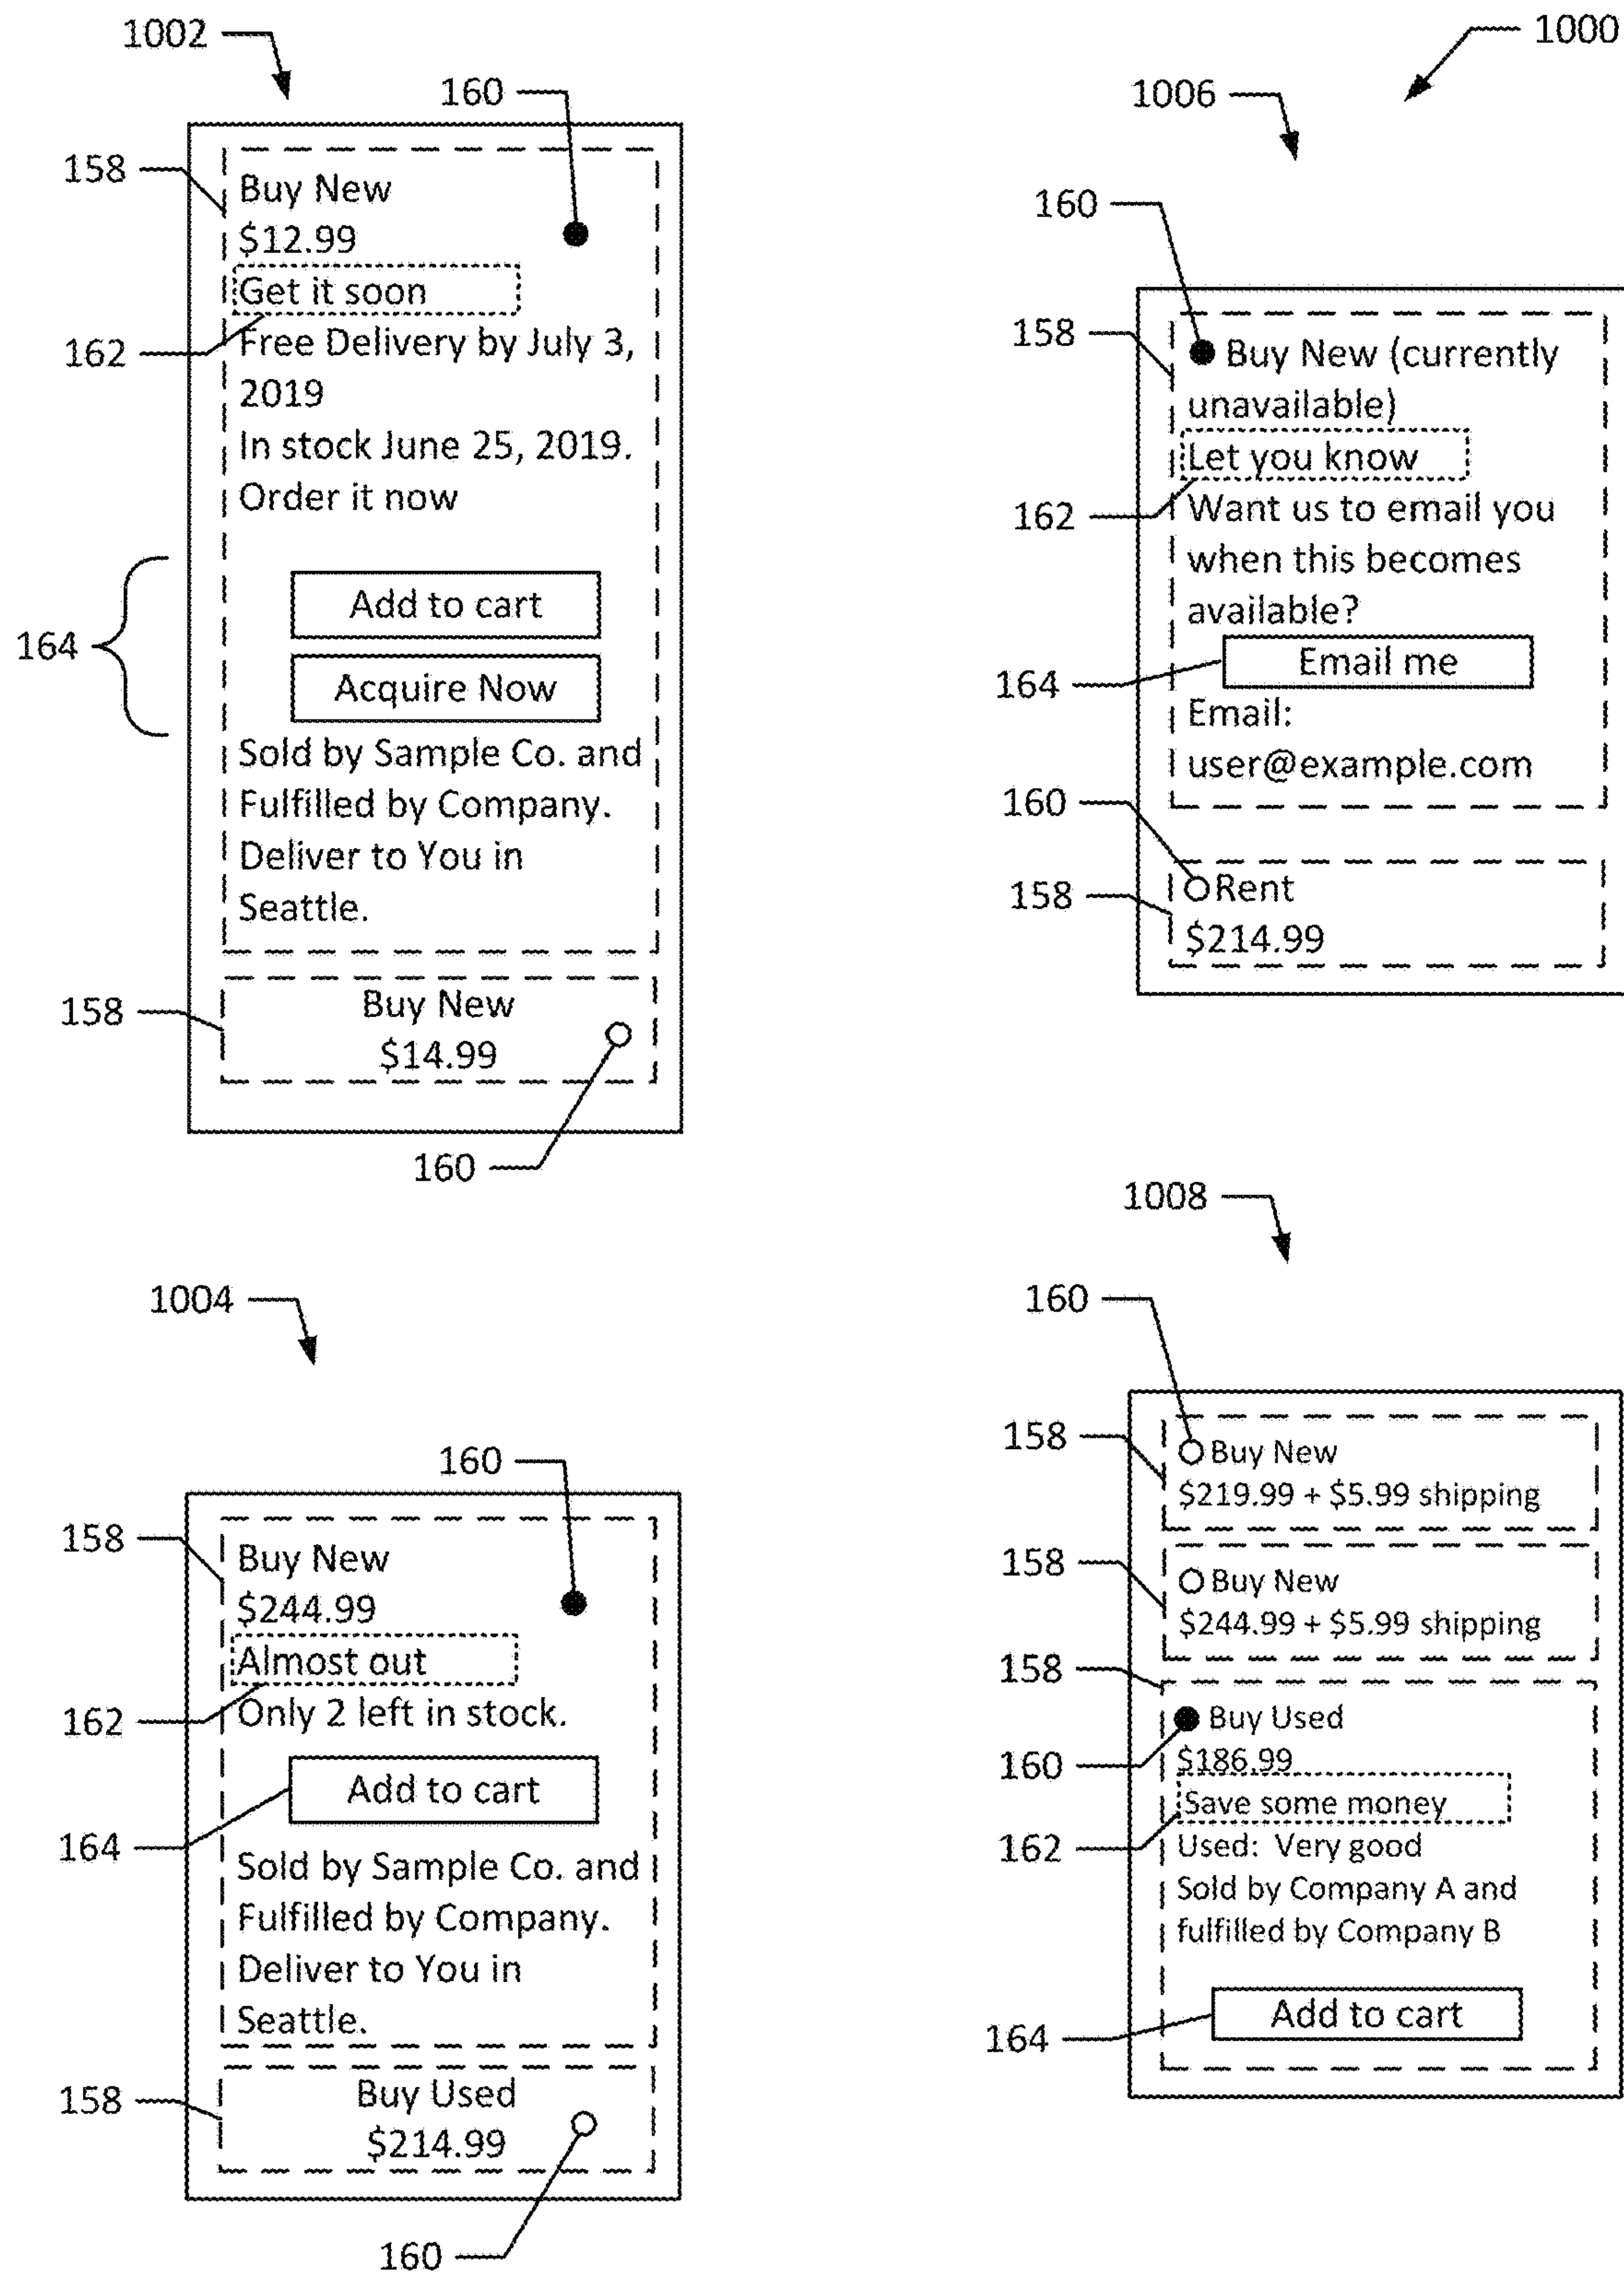 1002
160
158
Buy New
$12.99
Get it soon
162
Free Delivery by July 3,
2019
In stock June 25, 2019.
Order it now
164
Add to cart
Acquire Now
Sold by Sample Co. and
Fulfilled by Company.
Deliver to You in
Seattle.
158
Buy New
$14.99
160
1000
1006
160
158
Buy New (currently
unavailable)
Let you know
162
Want us to email you
when this becomes
available?
164
Email me
Email:
user@example.com
160
158
Rent
$214.99
1004
160
158
Buy New
$244.99
Almost out
162
Only 2 left in stock.
Add to cart
164
Sold by Sample Co. and
Fulfilled by Company.
Deliver to You in
Seattle.
158
Buy Used
$214.99
160
1008
160
158
Buy New
$219.99 + $5.99 shipping
158
Buy New
$244.99 + $5.99 shipping
158
Buy Used
160
$186.99
Save some money
162
Used: Very good
Sold by Company A and
fulfilled by Company B
Add to cart
164